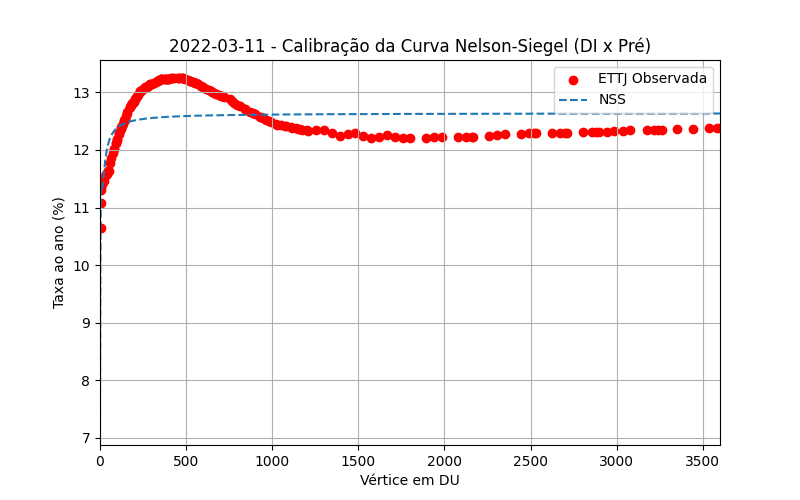 2022-03-11 - Calibração da Curva Nelson-Siegel (DI x Pré)
ETTJ Observada
NSS
Taxa ao ano (%)
13
12
11
10
9
8
7
0 500 1000 1500 2000 2500 3000 3500
Vértice em DU